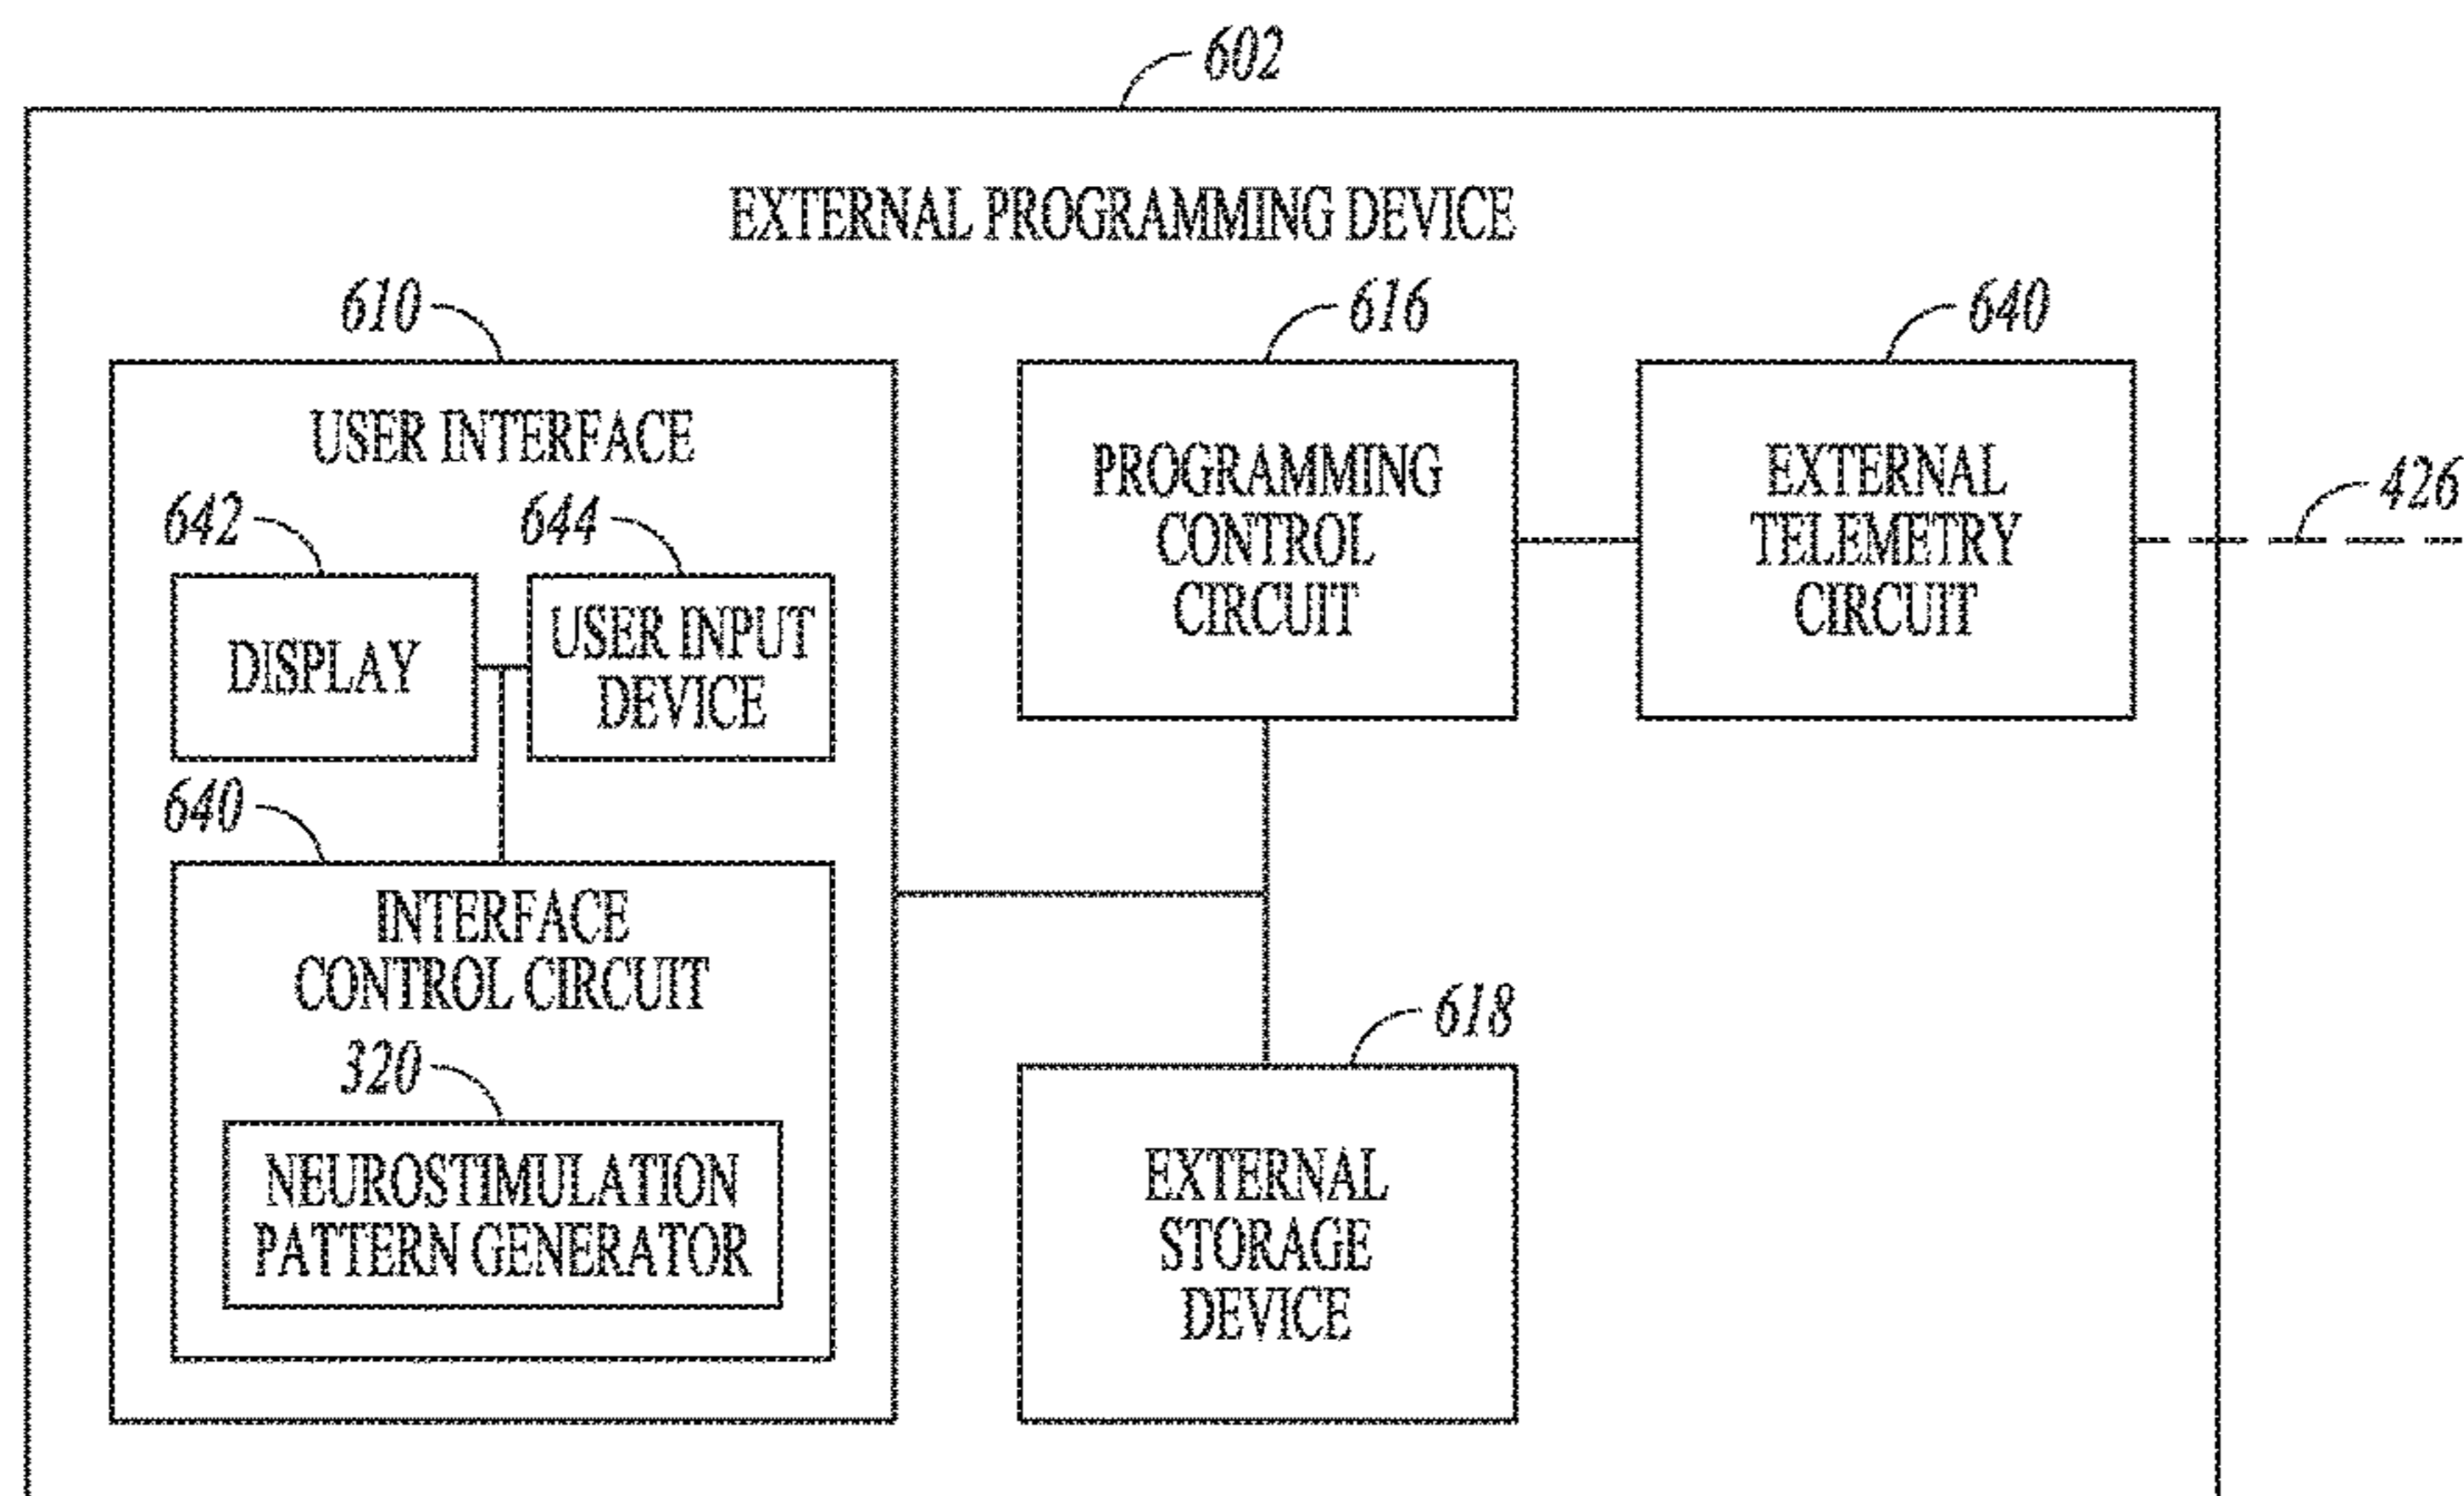 602
EXTERNAL PROGRAMMING DEVICE
610
616
640
USER INTERFACE
642
644
DISPLAY
USER INPUT
DEVICE
640
INTERFACE
CONTROL CIRCUIT
320
NEUROSTIMULATION
PATTERN GENERATOR
PROGRAMMING
CONTROL
CIRCUIT
EXTERNAL
TELEMETRY
CIRCUIT
426
618
EXTERNAL
STORAGE
DEVICE